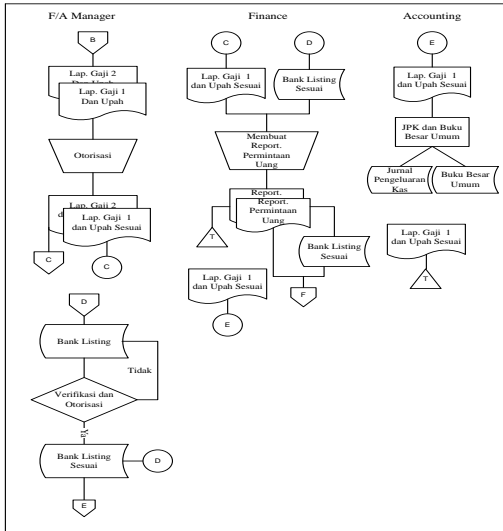 F/A Manager
B
Lap. Gaji 2
Lap. Gaji 1
Dan Upah
Otorisasi
Lap. Gaji 2
Lap. Gaji 1
dan Upah Sesuai
C
C
D
Bank Listing
Tidak
Verifikasi dan
Otorisasi
Ya
Bank Listing
Sesuai
D
E
Finance
C
D
Lap. Gaji 1
dan Upah Sesuai
Bank Listing
Sesuai
Membuat
Report.
Permintaan
Uang
Report.
Report.
Permintaan
Uang
T
Bank Listing
Sesuai
Lap. Gaji 1
dan Upah Sesuai
F
E
Accounting
E
Lap. Gaji 1
dan Upah Sesuai
JPK dan Buku
Besar Umum
Jurnal
Pengeluaran
Kas
Buku Besar
Umum
Lap. Gaji 1
dan Upah Sesuai
T